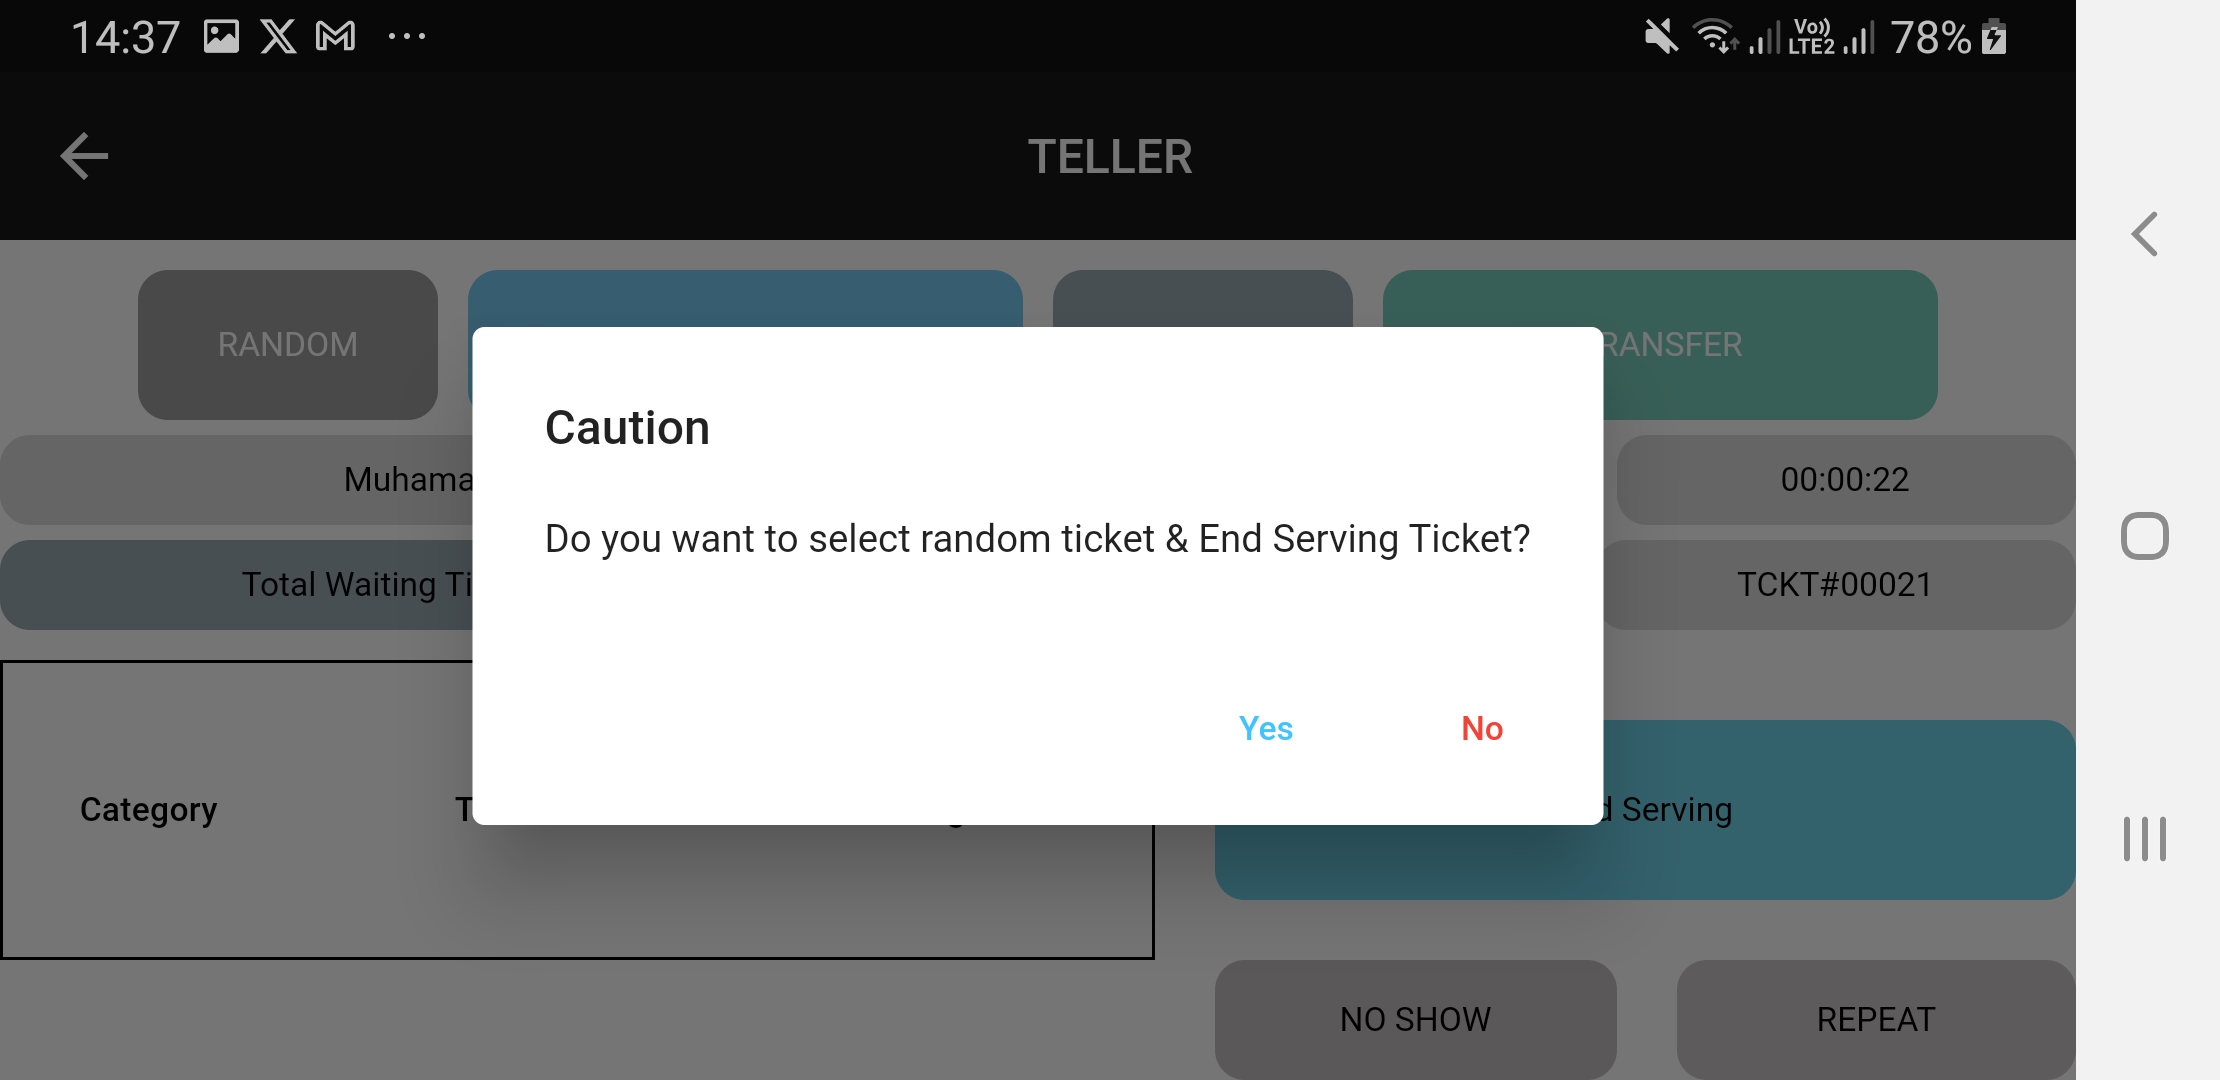 14:37
Vo)) LTE2 78%
TELLER
RANDOM
RANSFER
Muhama
00:00:22
Caution
Do you want to select random ticket & End Serving Ticket?
Total Waiting Ti
TCKT#00021
Yes No
Category T
d Serving
NO SHOW
REPEAT